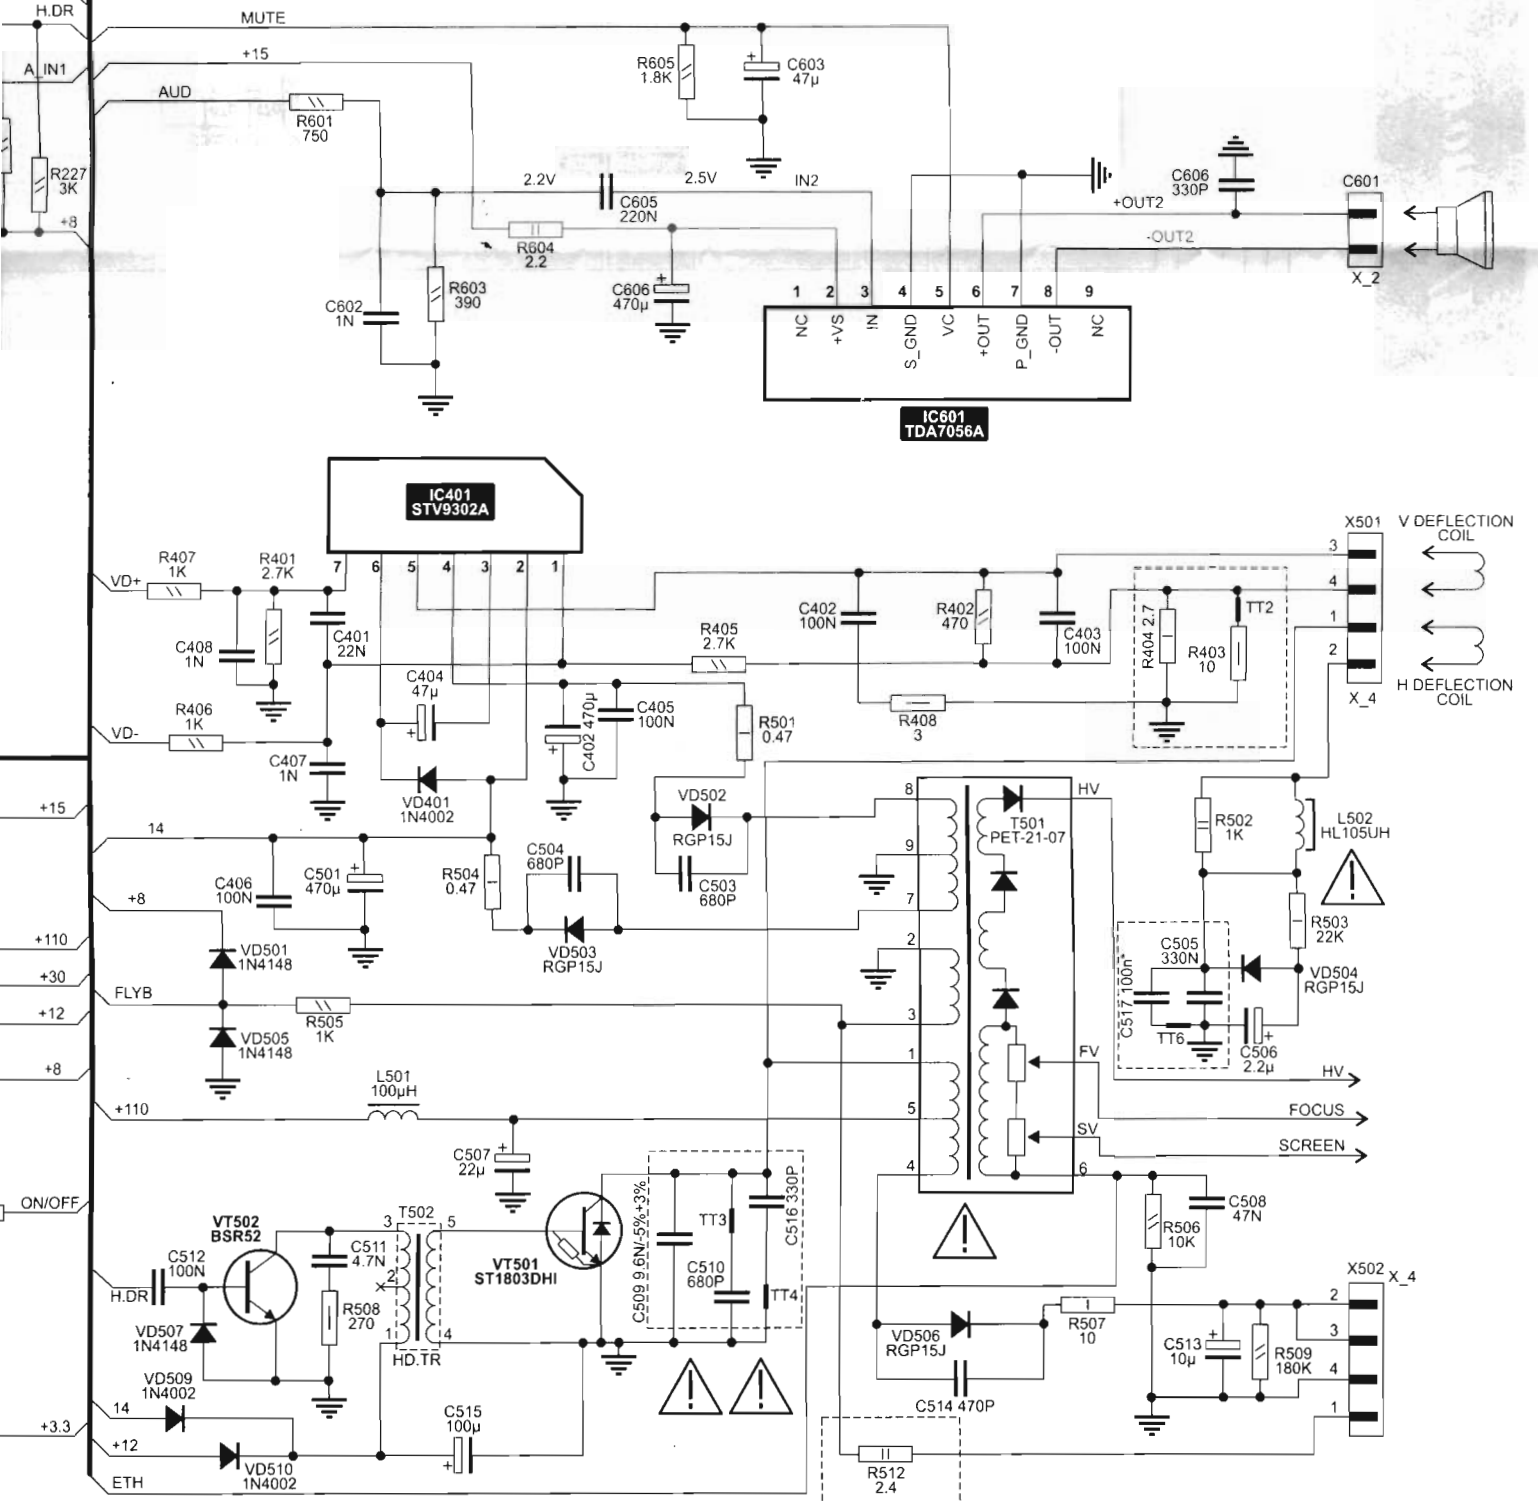 H.DR
MUTE
+15
A_IN1
AUD
R601
750
R227
3K
+8
R605
1.8K
C603
47µ
2.2V
C605
220N
2.5V
IN2
R604
2.2
R603
390
C602
1N
C606
470µ
C606
330P
+OUT2
-OUT2
C601
X_2
1 2 3 4 5 6 7 8 9
NC
+VS
IN
S_GND
VC
+OUT
P_GND
-OUT
NC
IC601
TDA7056A
IC401
STV9302A
7 6 5 4 3 2 1
VD+
R407
1K
R401
2.7K
C408
1N
C401
22N
VD-
R406
1K
C407
1N
C404
47µ
VD401
1N4002
C402 470µ
C405
100N
R405
2.7K
R501
0.47
C402
100N
R402
470
C403
100N
R408
3
R404 2.7
R403
10
TT2
X501
3
4
1
2
X_4
V DEFLECTION
COIL
H DEFLECTION
COIL
+15
14
C406
100N
C501
470µ
R504
0.47
C504
680P
VD503
RGP15J
VD502
RGP15J
C503
680P
8
9
7
2
3
1
5
4
T501
PET-21-07
HV
FV
SV
6
R502
1K
L502
HL105UH
R503
22K
C505
330N
C517 100n*
TT6
VD504
RGP15J
C506
2.2µ
HV
FOCUS
SCREEN
+8
+110
+30
FLYB
+12
+8
VD501
1N4148
VD505
1N4148
R505
1K
L501
100µH
+110
C507
22µ
ON/OFF
VT502
BSR52
C512
100N
H.DR
VD507
1N4148
C511
4.7N
R508
270
3
T502
5
2
1
4
HD.TR
VT501
ST1803DHI
C509 9.6N/-5%+3%
TT3
C510
680P
C516 330P
TT4
VD509
1N4002
14
+3.3
+12
VD510
1N4002
C515
100µ
ETH
VD506
RGP15J
C514 470P
R507
10
R506
10K
C508
47N
C513
10µ
R509
180K
X502
X_4
2
3
4
1
R512
2.4